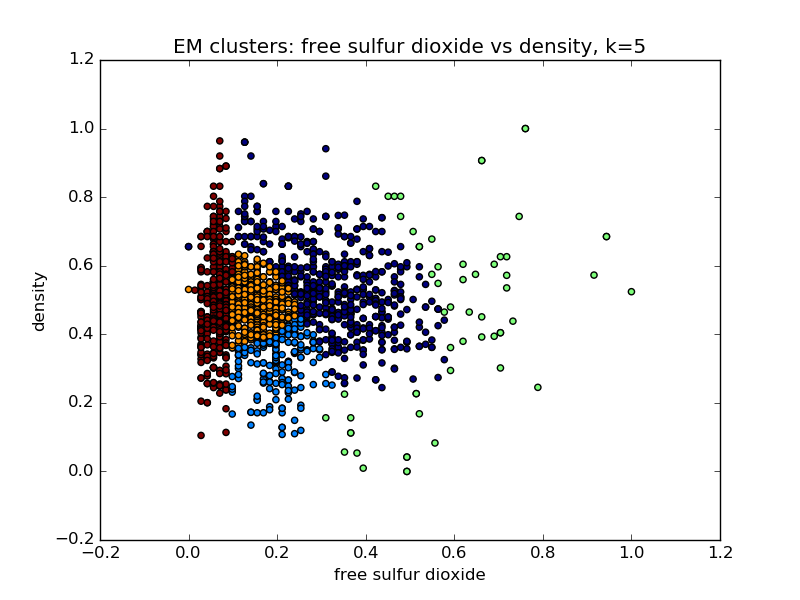 EM clusters: free sulfur dioxide vs density, k=5
1.2
1.0
0.8
0.6
0.4
0.2
0.0
−0.2
density
−0.2 0.0 0.2 0.4 0.6 0.8 1.0 1.2
free sulfur dioxide